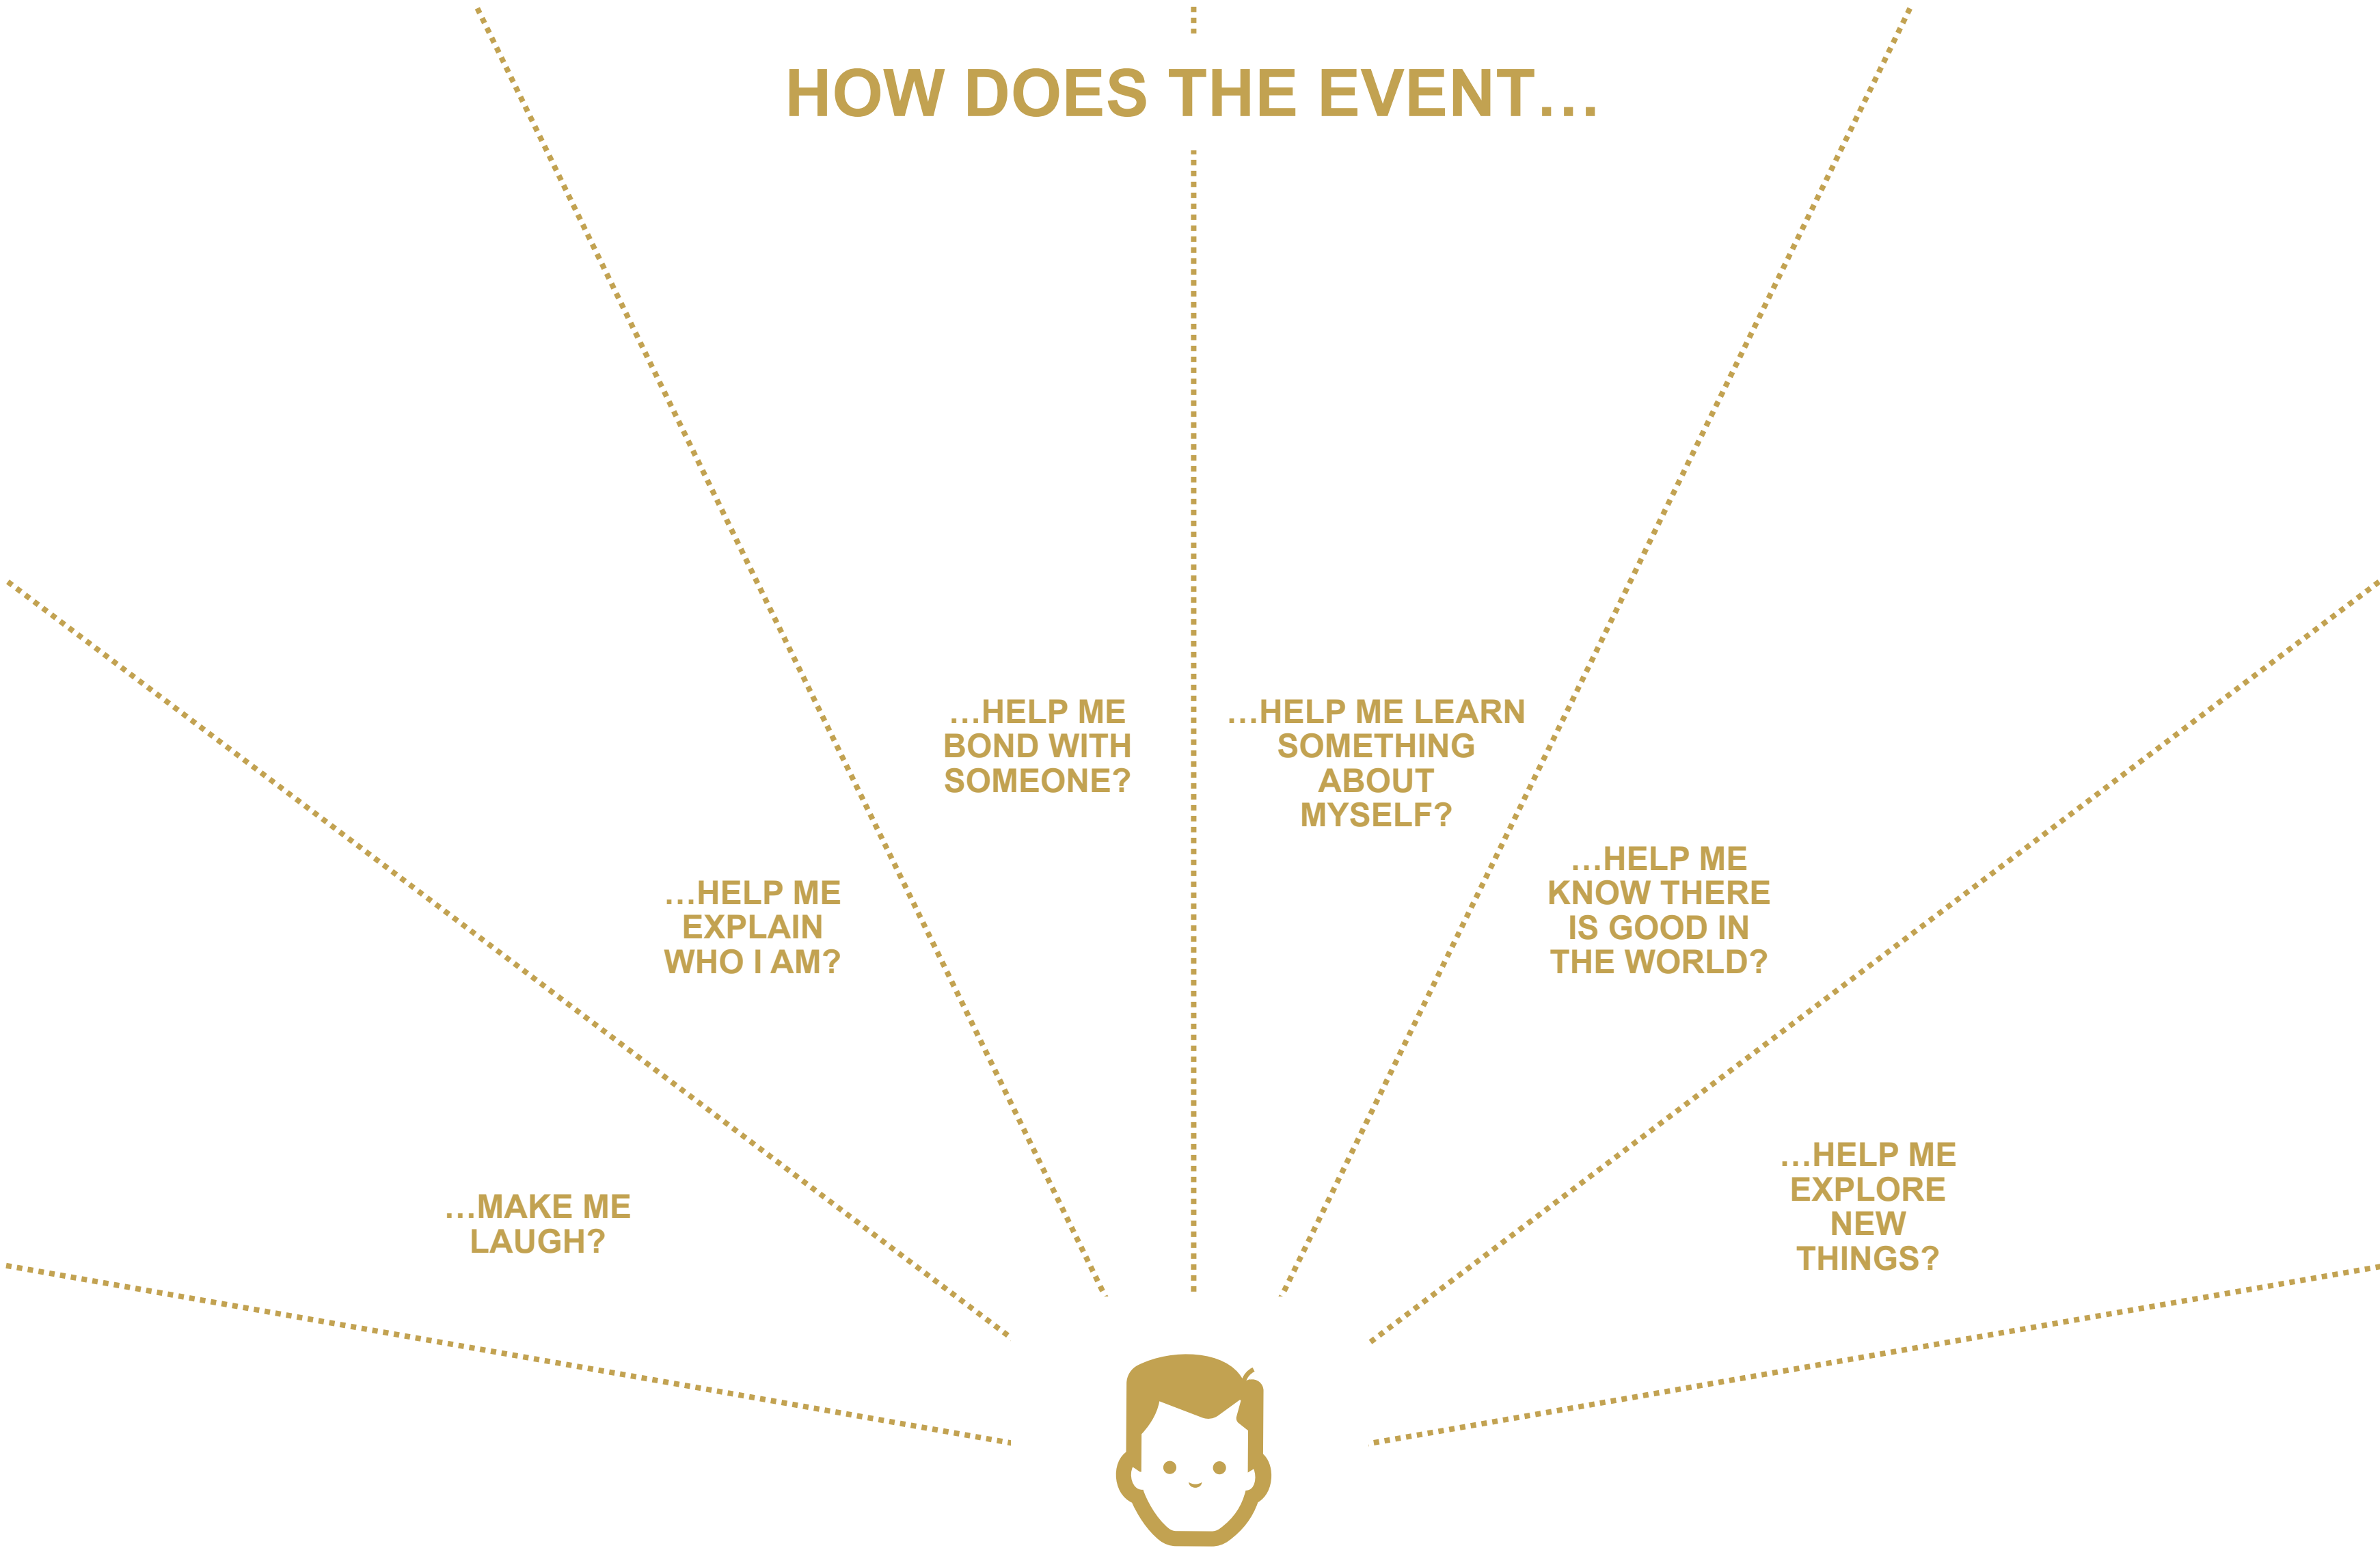 HOW DOES THE EVENT…
…MAKE ME
LAUGH?
…HELP ME
EXPLAIN
WHO I AM?
…HELP ME
BOND WITH
SOMEONE?
…HELP ME LEARN
SOMETHING
ABOUT
MYSELF?
…HELP ME
KNOW THERE
IS GOOD IN
THE WORLD?
…HELP ME
EXPLORE
NEW
THINGS?